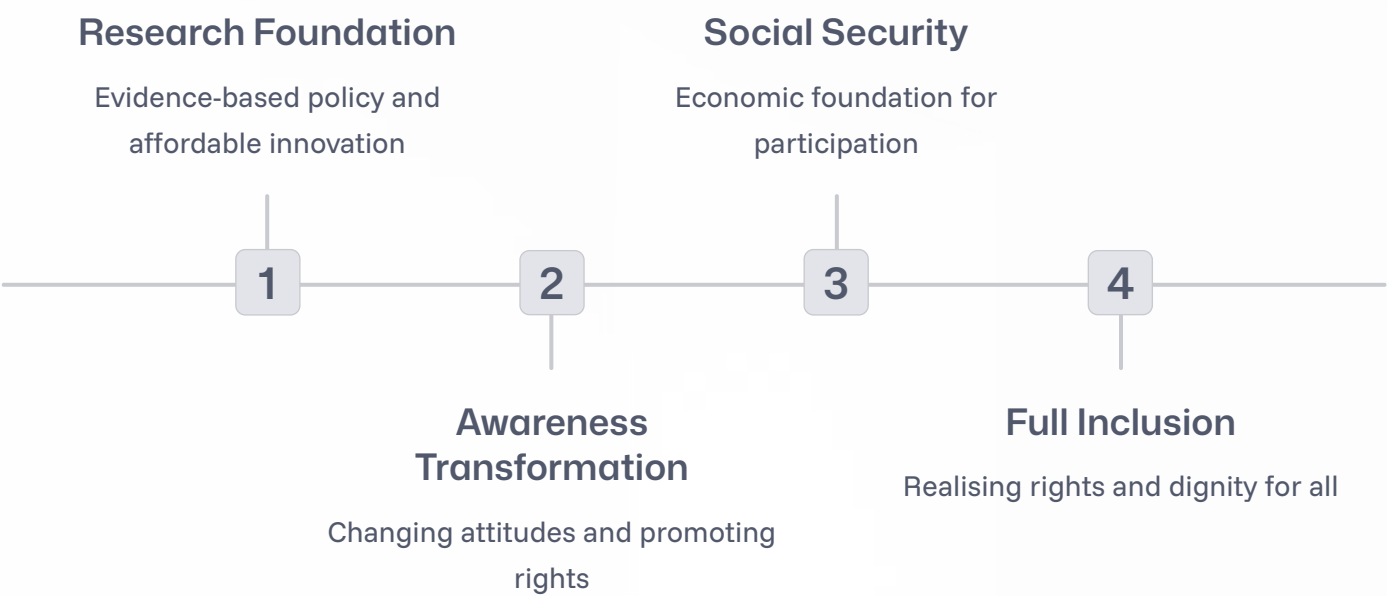 Research Foundation
Evidence-based policy and
affordable innovation
Social Security
Economic foundation for
participation
1
2
3
4
Awareness
Transformation
Changing attitudes and promoting
rights
Full Inclusion
Realising rights and dignity for all